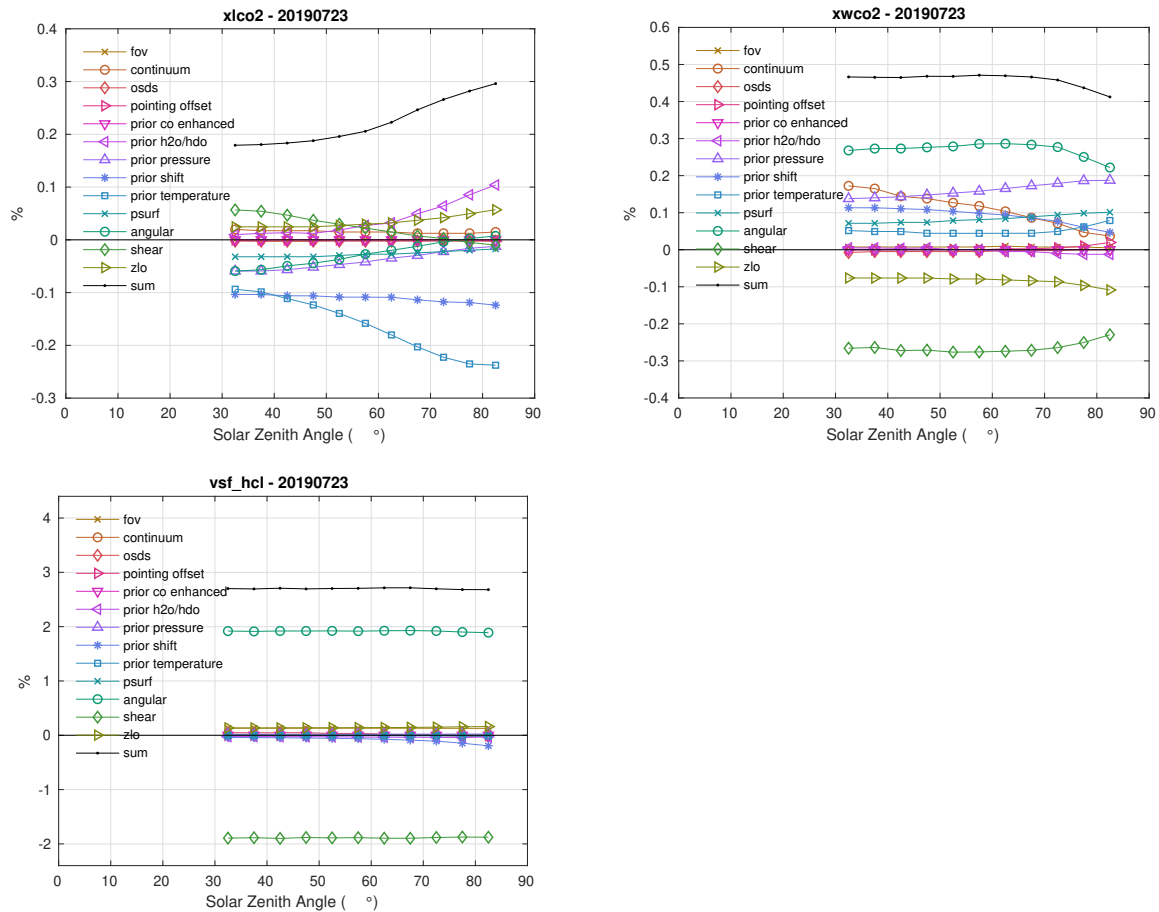 xlco2 - 20190723
0.4
0.3
0.2
0.1
0
-0.1
-0.2
-0.3
%
fov
continuum
osds
pointing offset
prior co enhanced
prior h2o/hdo
prior pressure
prior shift
prior temperature
psurf
angular
shear
zlo
sum
0 10 20 30 40 50 60 70 80 90
Solar Zenith Angle ( °)
xwco2 - 20190723
0.6
0.5
0.4
0.3
0.2
0.1
0
-0.1
-0.2
-0.3
-0.4
%
fov
continuum
osds
pointing offset
prior co enhanced
prior h2o/hdo
prior pressure
prior shift
prior temperature
psurf
angular
shear
zlo
sum
0 10 20 30 40 50 60 70 80 90
Solar Zenith Angle ( °)
vsf_hcl - 20190723
4
3
2
1
0
-1
-2
%
fov
continuum
osds
pointing offset
prior co enhanced
prior h2o/hdo
prior pressure
prior shift
prior temperature
psurf
angular
shear
zlo
sum
0 10 20 30 40 50 60 70 80 90
Solar Zenith Angle ( °)